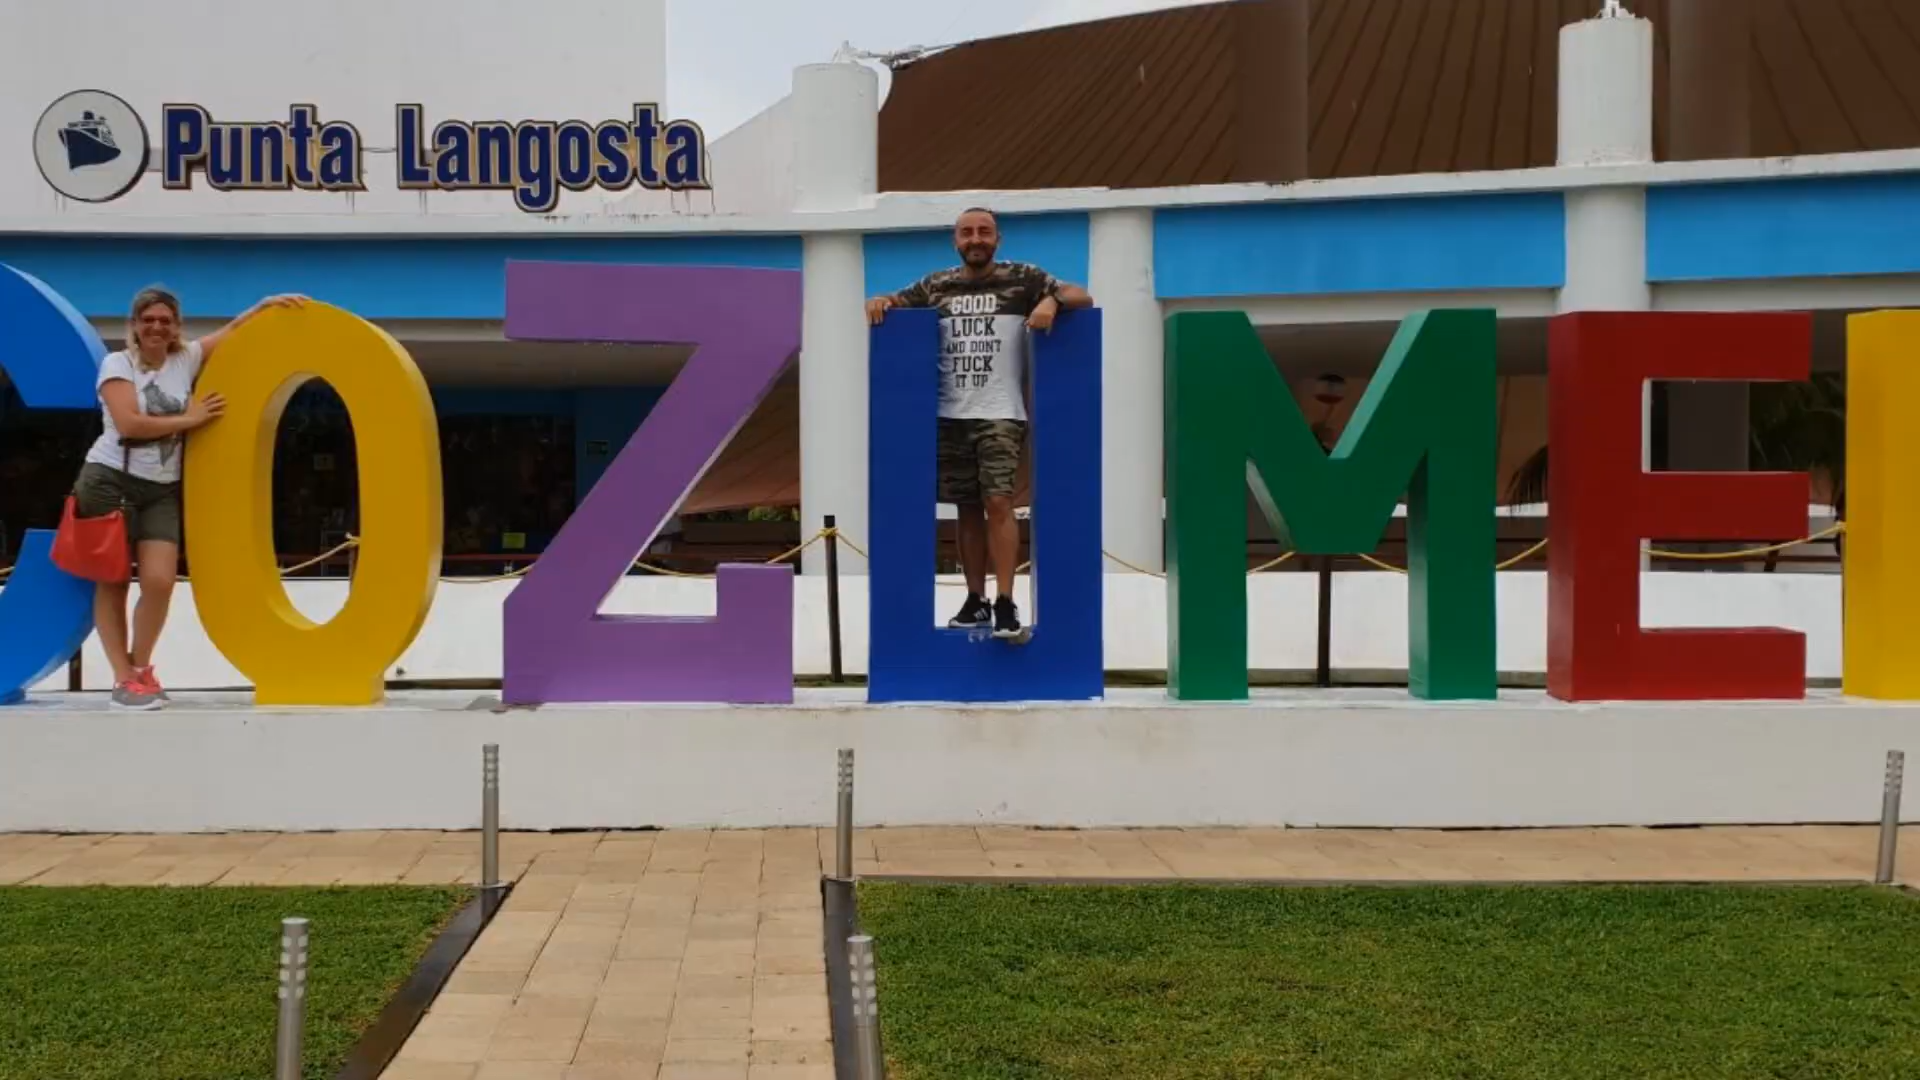 Punta Langosta
COZUMEL
GOOD
LUCK
AND DON'T
FUCK
IT UP